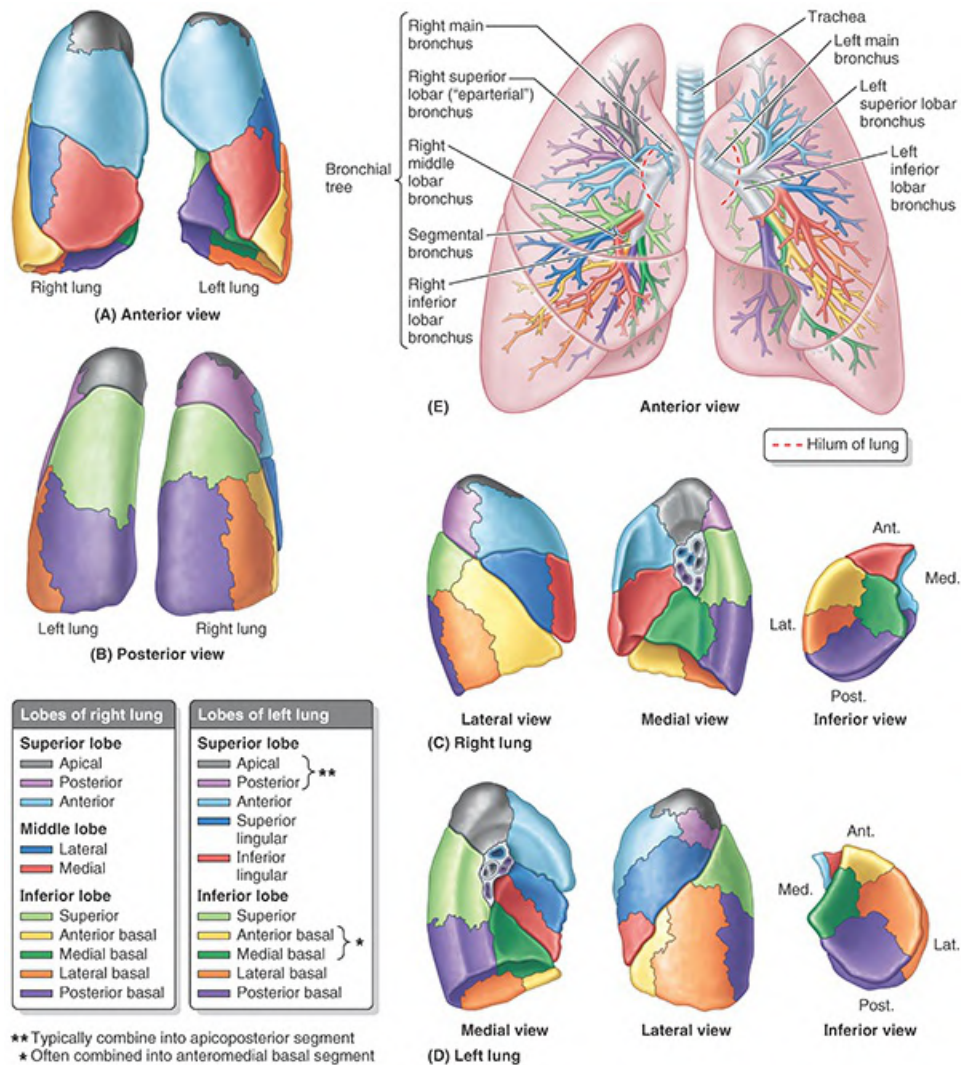 Right lung
Left lung
(A) Anterior view
Left lung
Right lung
(B) Posterior view
Bronchial
tree
Right main
bronchus
Right superior
lobar ("eparterial")
bronchus
Right
middle
lobar
bronchus
Segmental
bronchus
Right
inferior
lobar
bronchus
Trachea
Left main
bronchus
Left
superior lobar
bronchus
Left
inferior
lobar
bronchus
(E)
Anterior view
Hilum of lung
Lateral view
Medial view
Ant.
Med.
Lat.
Post.
Inferior view
(C) Right lung
Lobes of right lung
Superior lobe
Apical
Posterior
Anterior
Middle lobe
Lateral
Medial
Inferior lobe
Superior
Anterior basal
Medial basal
Lateral basal
Posterior basal
Lobes of left lung
Superior lobe
Apical
Posterior
**
Anterior
Superior
lingular
Inferior
lingular
Inferior lobe
Superior
Anterior basal
Medial basal
*
Lateral basal
Posterior basal
** Typically combine into apicoposterior segment
* Often combined into anteromedial basal segment
Medial view
Lateral view
Ant.
Med.
Lat.
Post.
Inferior view
(D) Left lung